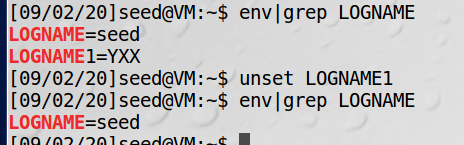 [09/02/20]seed@VM:~$ env|grep LOGNAME
LOGNAME=seed
LOGNAME1=YXX
[09/02/20]seed@VM:~$ unset LOGNAME1
[09/02/20]seed@VM:~$ env|grep LOGNAME
LOGNAME=seed
[09/02/20]seed@VM:~$